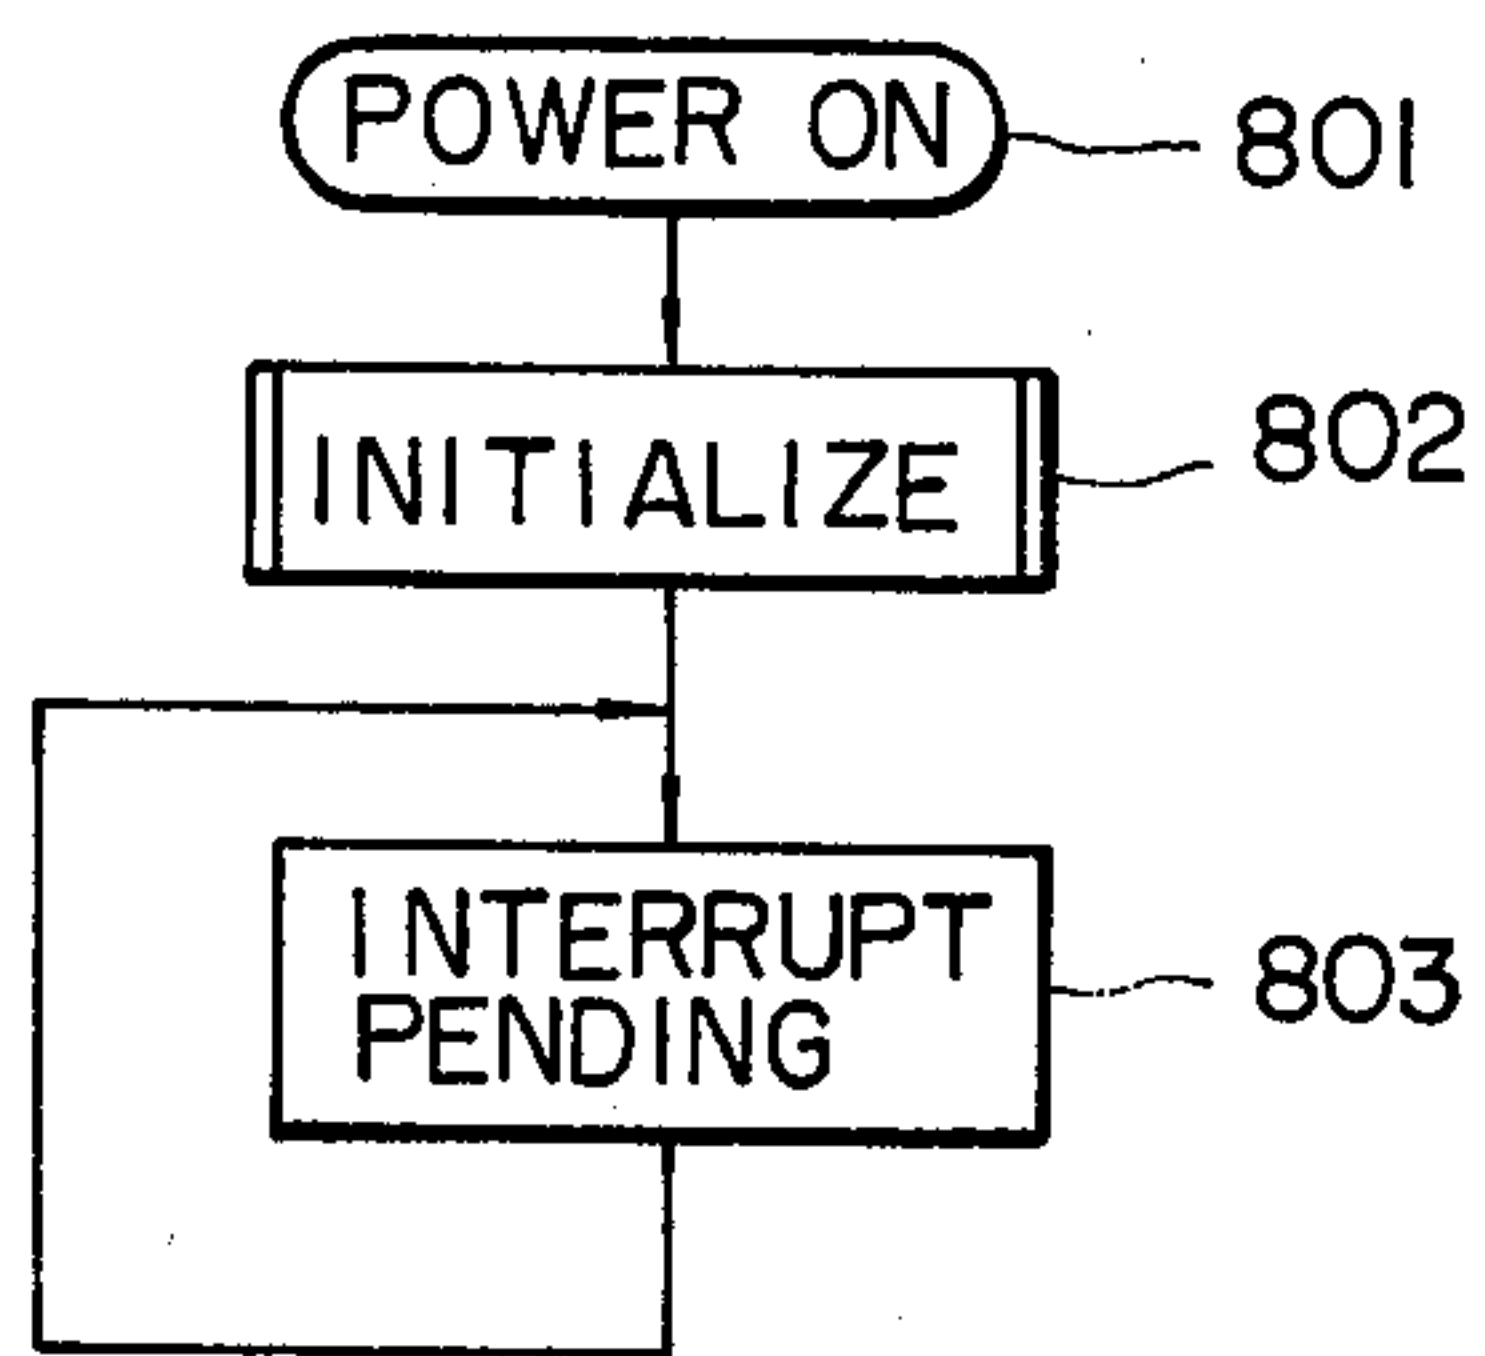 POWER ON
801
INITIALIZE
802
INTERRUPT
PENDING
803